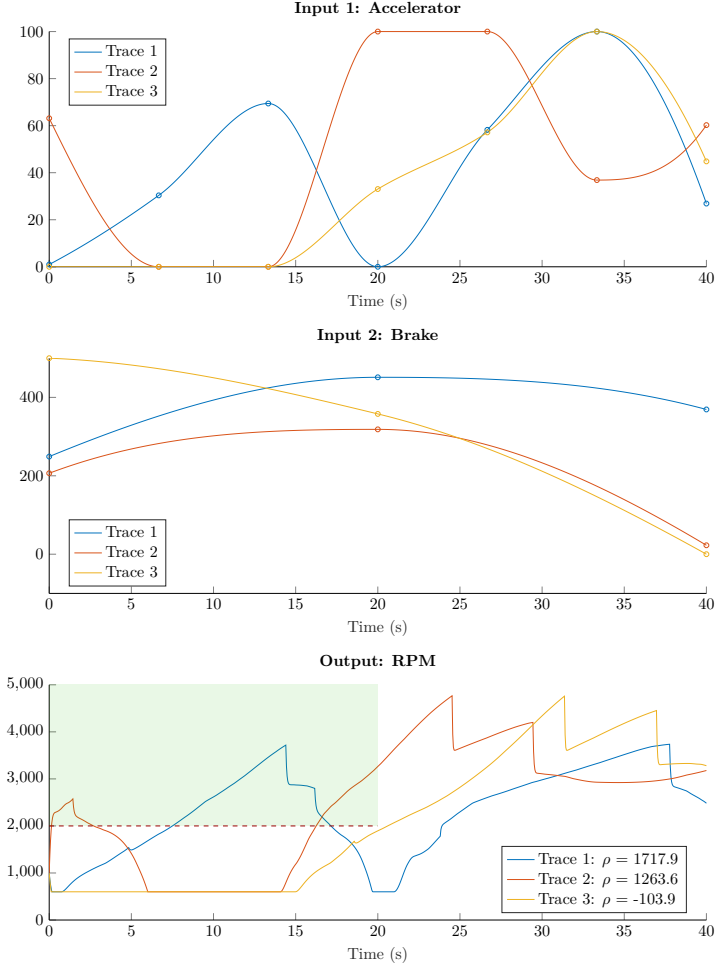 Input 1: Accelerator
100
80
60
40
20
0
Trace 1
Trace 2
Trace 3
0 5 10 15 20 25 30 35 40
Time (s)
Input 2: Brake
400
200
0
Trace 1
Trace 2
Trace 3
0 5 10 15 20 25 30 35 40
Time (s)
Output: RPM
5,000
4,000
3,000
2,000
1,000
0
Trace 1: ρ = 1717.9
Trace 2: ρ = 1263.6
Trace 3: ρ = -103.9
0 5 10 15 20 25 30 35 40
Time (s)